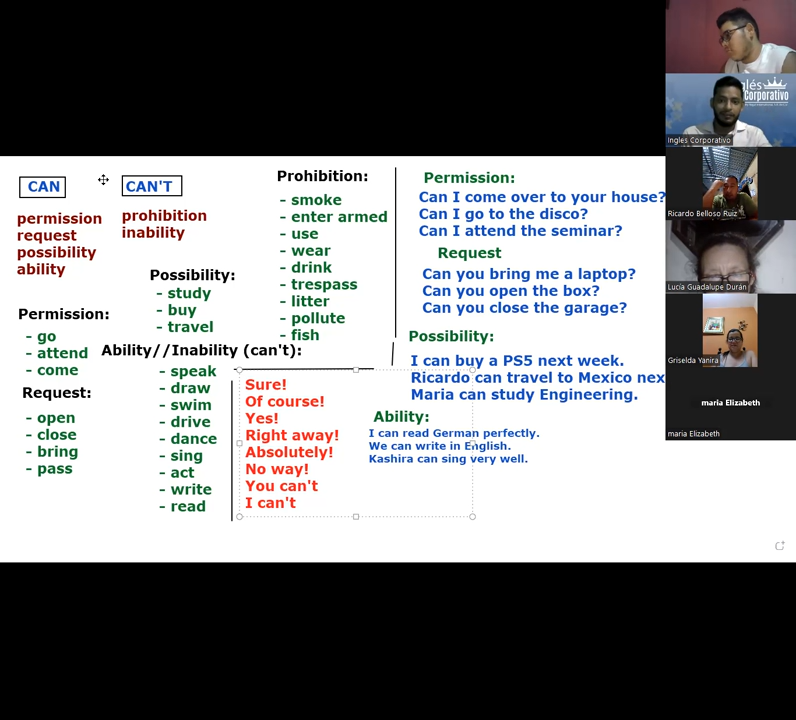 CAN
permission
request
possibility
ability
CAN'T
prohibition
inability
Permission:
- go
- attend
- come
Request:
- open
- close
- bring
- pass
Possibility:
- study
- buy
- travel
Ability//Inability (can't):
- speak
- draw
- swim
- drive
- dance
- sing
- act
- write
- read
Prohibition:
- smoke
- enter armed
- use
- wear
- drink
- trespass
- litter
- pollute
- fish
Sure!
Of course!
Yes!
Right away!
Absolutely!
No way!
You can't
I can't
Permission:
Can I come over to your house?
Can I go to the disco?
Can I attend the seminar?
Request
Can you bring me a laptop?
Can you open the box?
Can you close the garage?
Possibility:
I can buy a PS5 next week.
Ricardo can travel to Mexico nex
Maria can study Engineering.
Ability:
I can read German perfectly.
We can write in English.
Kashira can sing very well.
glés
Corporativo
Ingles Corporativo
Ricardo Belloso Ruiz
Lucía Guadalupe Durán
Griselda Yanira
maria Elizabeth
maria Elizabeth